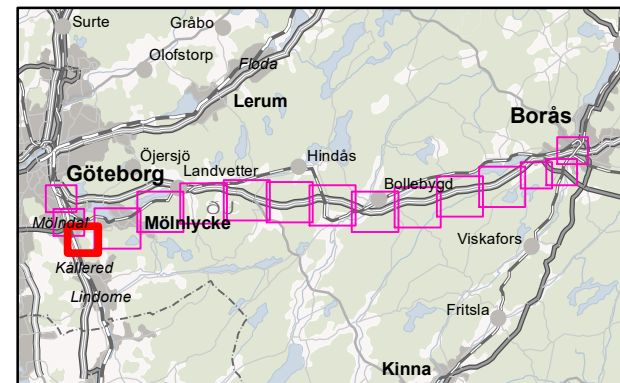 Surte
Gråbo
Olofstorp
Floda
Lerum
Borås
Öjersjö
Hindås
Göteborg
Landvetter
Bollebygd
Mölndal
Mölnlycke
Viskafors
Kållered
Lindome
Fritsla
Kinna